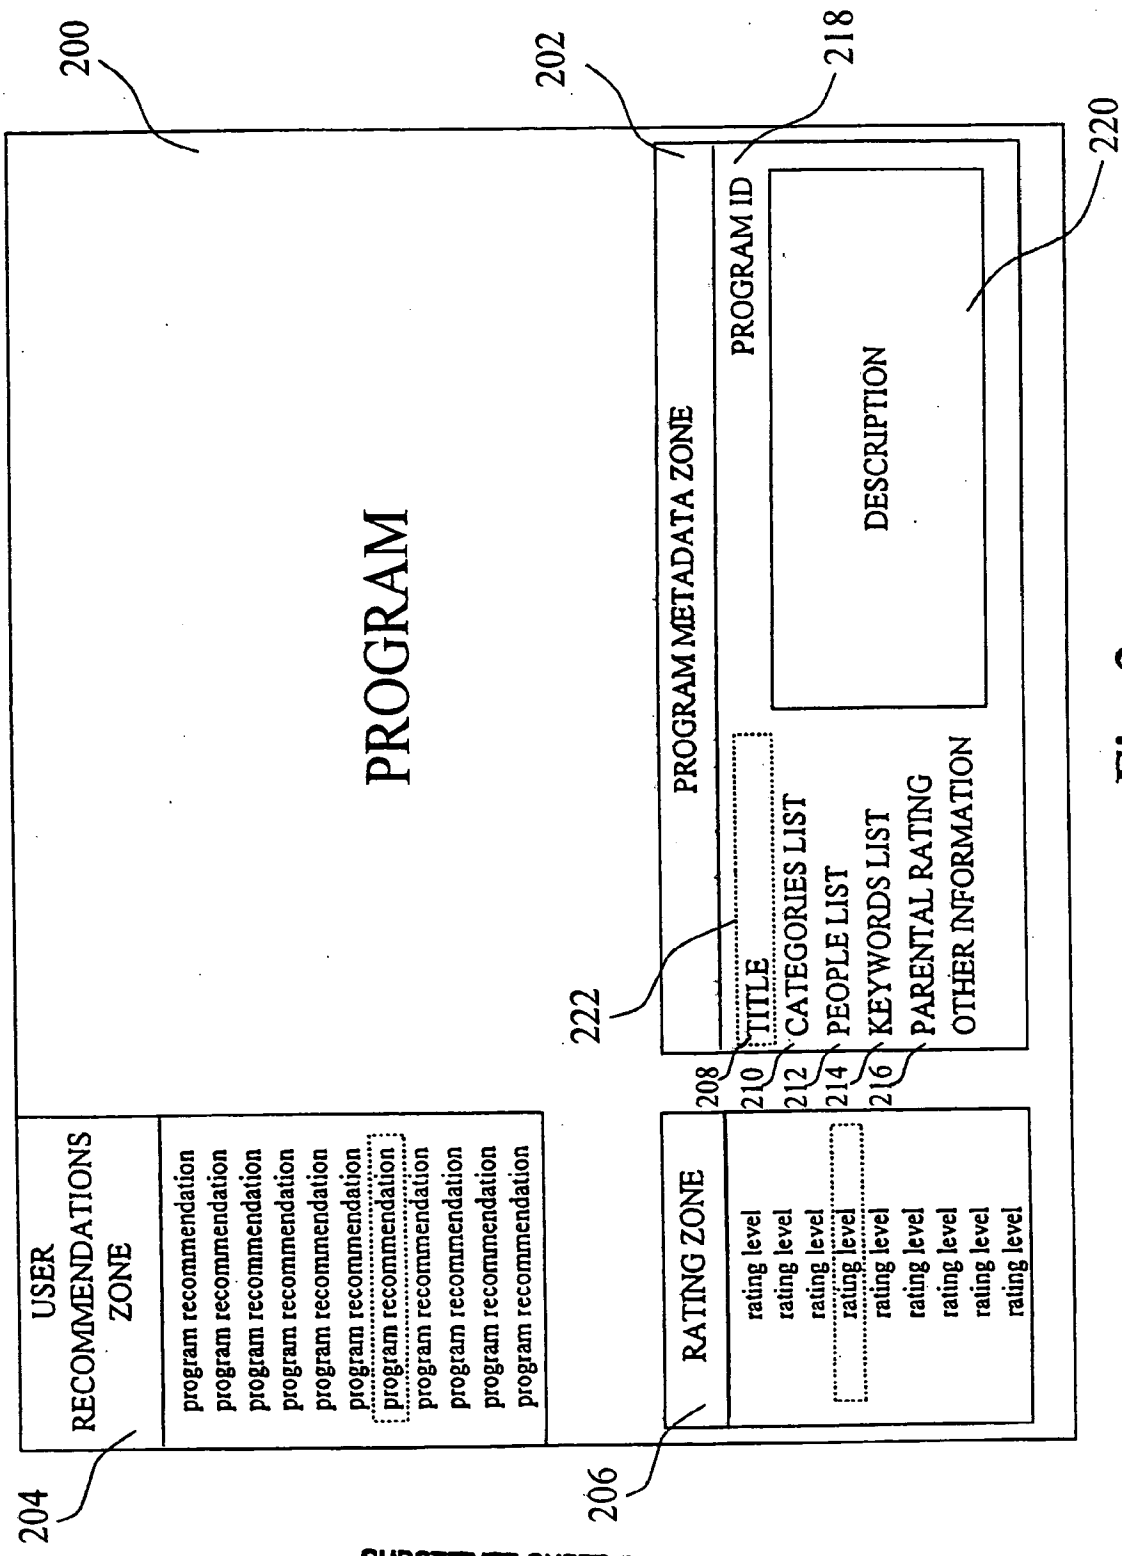 200
USER
RECOMMENDATIONS
ZONE
204
program recommendation
program recommendation
program recommendation
program recommendation
program recommendation
program recommendation
program recommendation
program recommendation
program recommendation
program recommendation
program recommendation
PROGRAM
206
RATING ZONE
rating level
rating level
rating level
rating level
rating level
rating level
rating level
rating level
rating level
222
PROGRAM METADATA ZONE
202
208
TITLE
PROGRAM ID
218
210
CATEGORIES LIST
212
PEOPLE LIST
214
KEYWORDS LIST
216
PARENTAL RATING
OTHER INFORMATION
DESCRIPTION
220